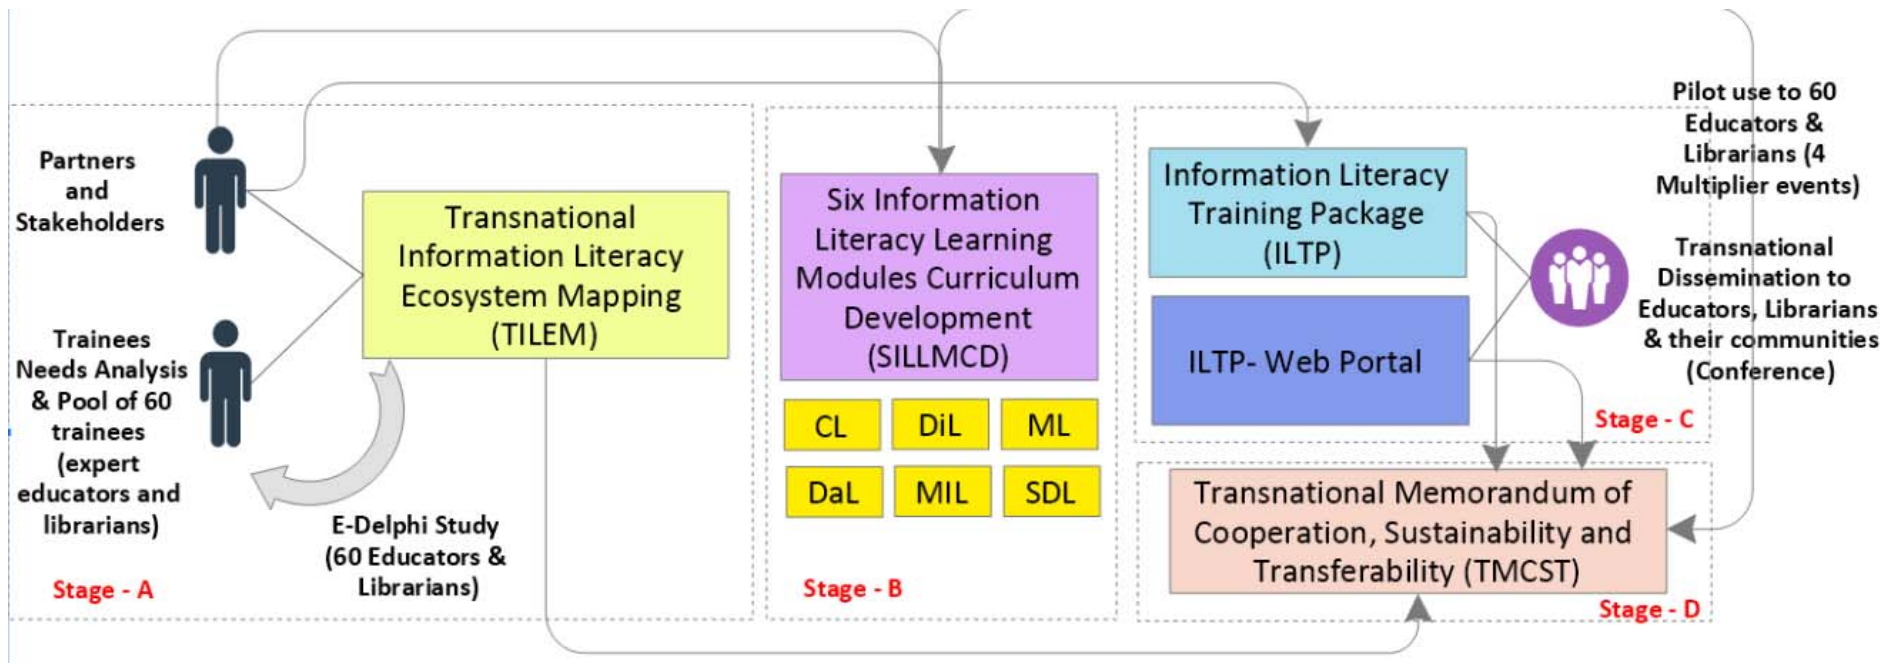 Partners
and
Stakeholders
Trainees
Needs Analysis
& Pool of 60
trainees
(expert
educators and
librarians)
Stage - A
Transnational
Information Literacy
Ecosystem Mapping
(TILEM)
E-Delphi Study
(60 Educators &
Librarians)
Six Information
Literacy Learning
Modules Curriculum
Development
(SILLMCD)
CL
DiL
ML
DaL
MIL
SDL
Stage - B
Information Literacy
Training Package
(ILTP)
ILTP- Web Portal
Pilot use to 60
Educators &
Librarians (4
Multiplier events)
Transnational
Dissemination to
Educators, Librarians
& their communities
(Conference)
Stage - C
Transnational Memorandum of
Cooperation, Sustainability and
Transferability (TMCST)
Stage - D